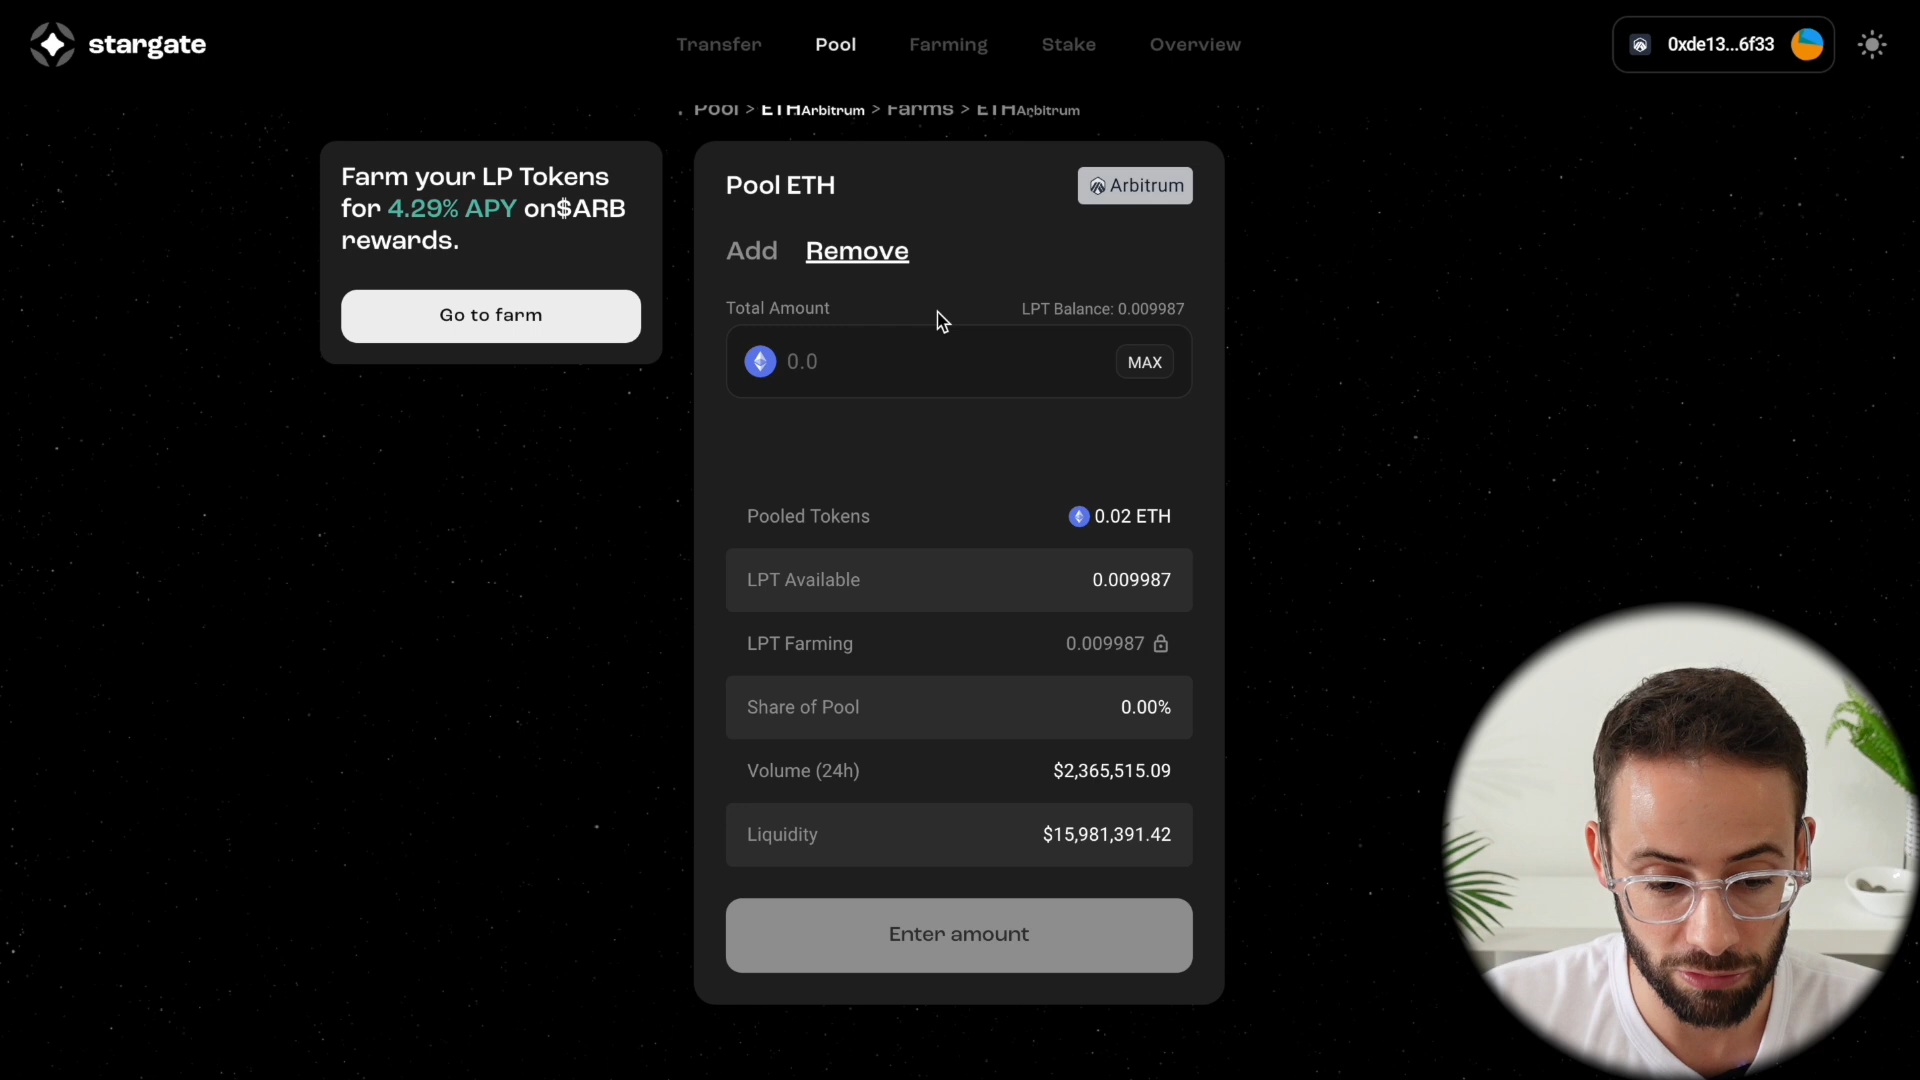 stargate
Transfer
Pool
Farming
Stake
Overview
0xde13...6f33
Pool > ETHArbitrum > Farms > ETHArbitrum
Farm your LP Tokens
for 4.29% APY on$ARB
rewards.
Go to farm
Pool ETH
Arbitrum
Add
Remove
Total Amount
LPT Balance: 0.009987
0.0
MAX
Pooled Tokens
0.02 ETH
LPT Available
0.009987
LPT Farming
0.009987
Share of Pool
0.00%
Volume (24h)
$2,365,515.09
Liquidity
$15,981,391.42
Enter amount